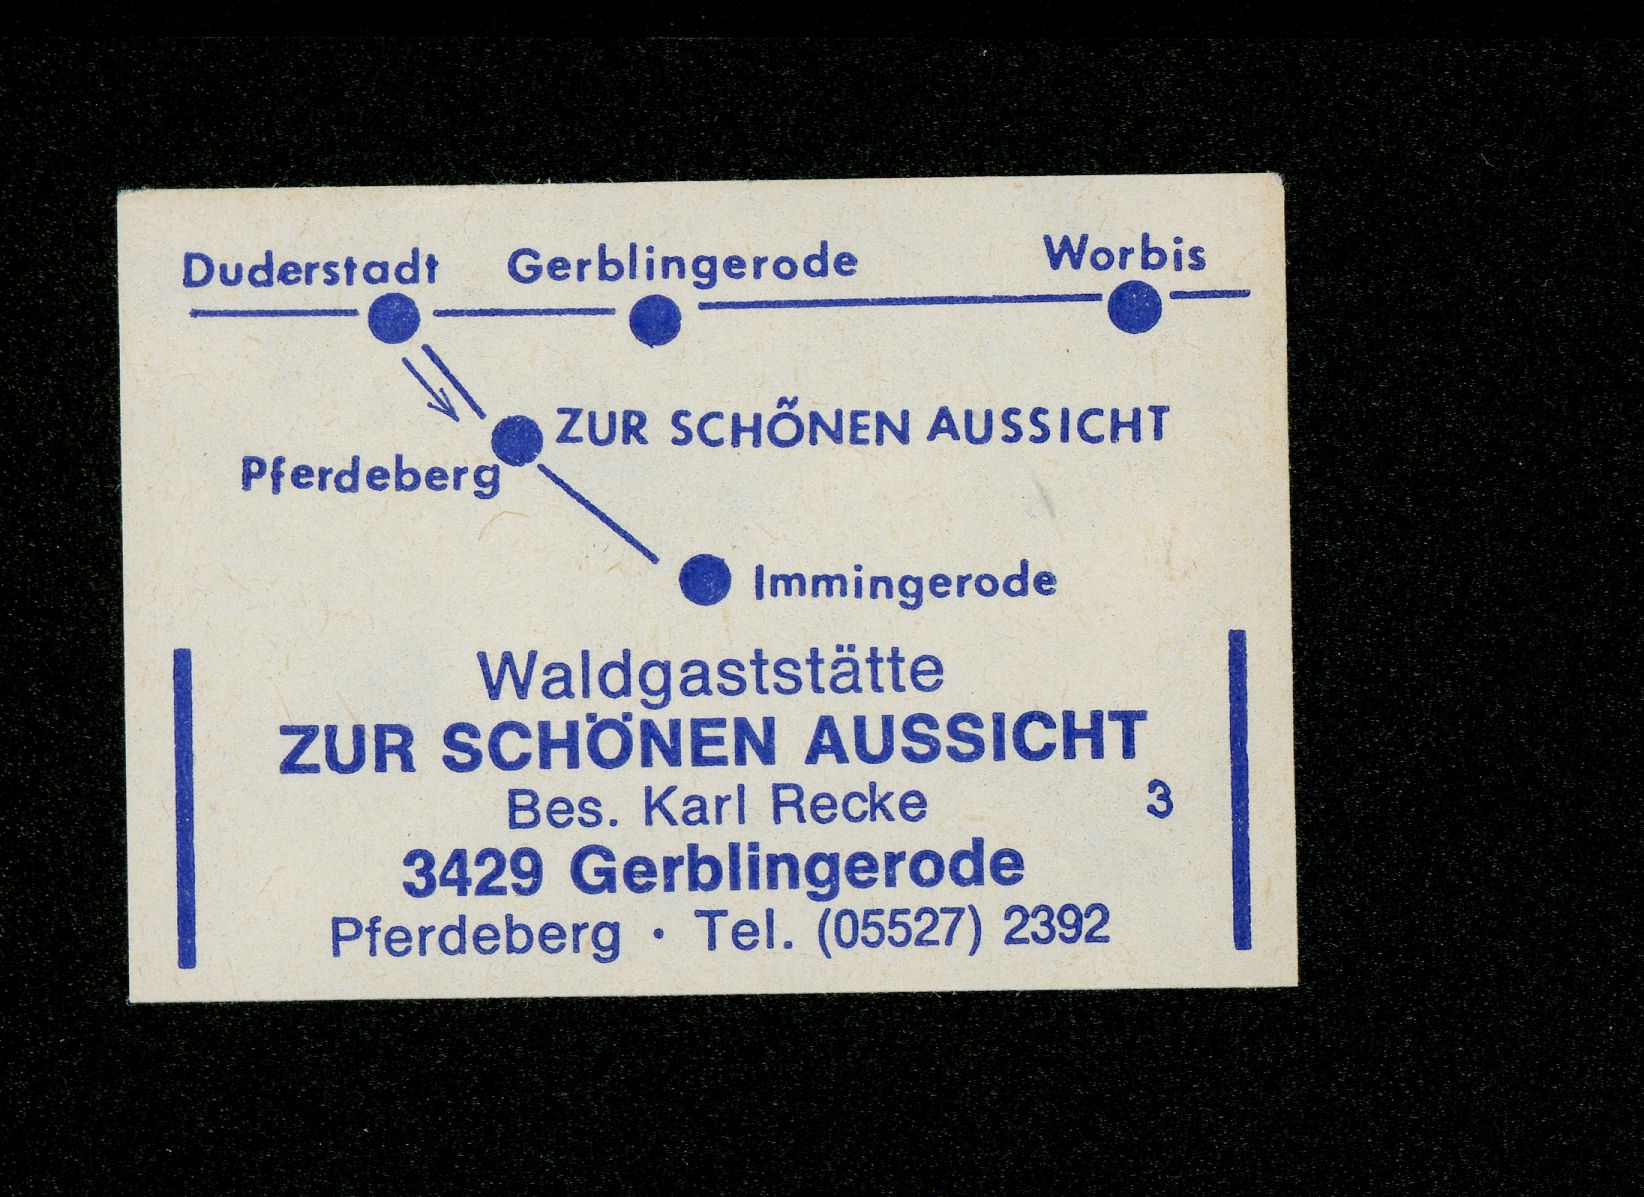 Duderstadt Gerblingerode Worbis
ZUR SCHÖNEN AUSSICHT
Pferdeberg
Immingerode
Waldgaststätte
ZUR SCHÖNEN AUSSICHT
Bes. Karl Recke 3
3429 Gerblingerode
Pferdeberg · Tel. (05527) 2392